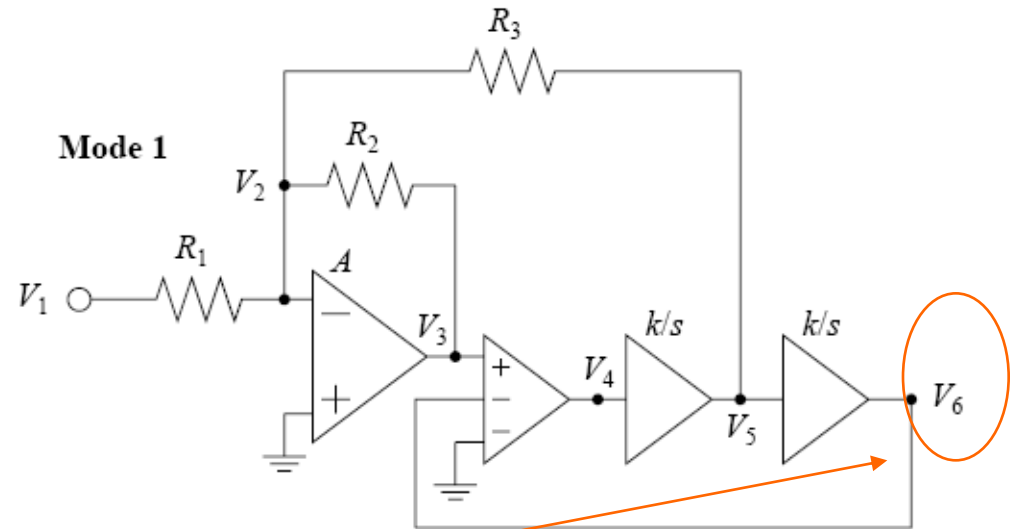 R₃
Mode 1
R₂
V₂
R₁
A
V₁
−
+
V₃
+
−
−
V₄
k/s
V₅
k/s
V₆